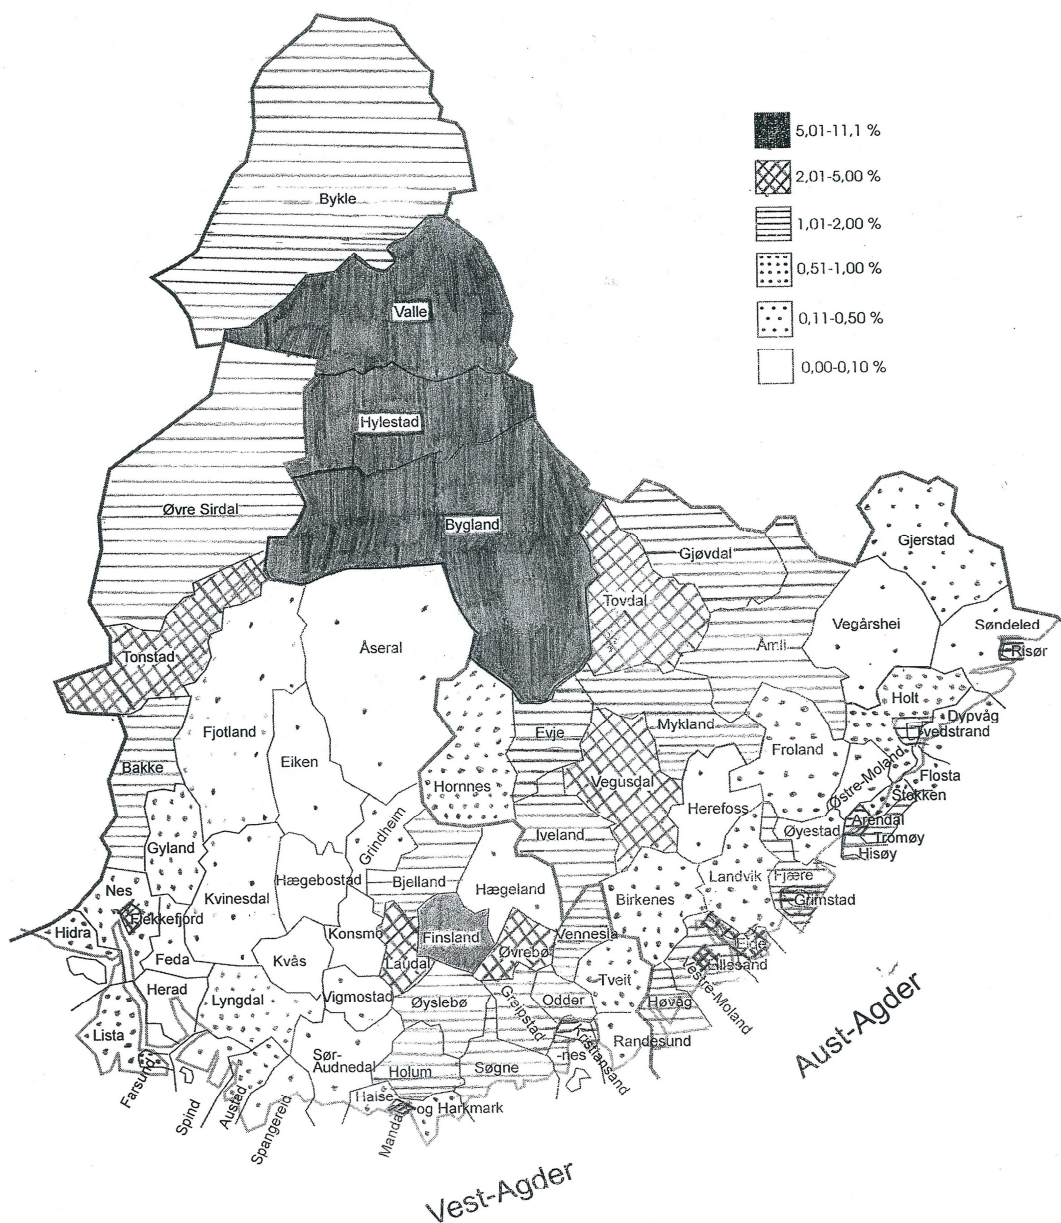 5,01-11,1 %
2,01-5,00 %
1,01-2,00 %
0,51-1,00 %
0,11-0,50 %
0,00-0,10 %
Bykle
Valle
Hylestad
Øvre Sirdal
Bygland
Gjøvdal
Gjerstad
Tovdal
Vegårshei
Søndeled
Åmli
Risør
Åseral
Tonstad
Holt
Dypvåg
Tvedstrand
Mykland
Evje
Fjotland
Froland
Eiken
Bakke
Vegusdal
Hornnes
Østre-Moland
Flosta
Stokken
Herefoss
Arendal
Øyestad
Tromøy
Hisøy
Iveland
Grindheim
Gyland
Hægebostad
Bjelland
Hægeland
Landvik
Fjære
Nes
Kvinesdal
Birkenes
Grimstad
Flekkefjord
Hidra
Konsmo
Finsland
Vennesla
Eide
Øvrebø
Feda
Kvås
Laudal
Lillesand
Tveit
Vestre-Moland
Herad
Lyngdal
Vigmostad
Øyslebø
Greipstad
Odder
Høvåg
Lista
Randesund
Kristiansand
-nes
Sør-
Audnedal
Holum
Søgne
Farsund
Spind
Austad
Spangereid
Halse
Mandal
og Harkmark
Aust-Agder
Vest-Agder